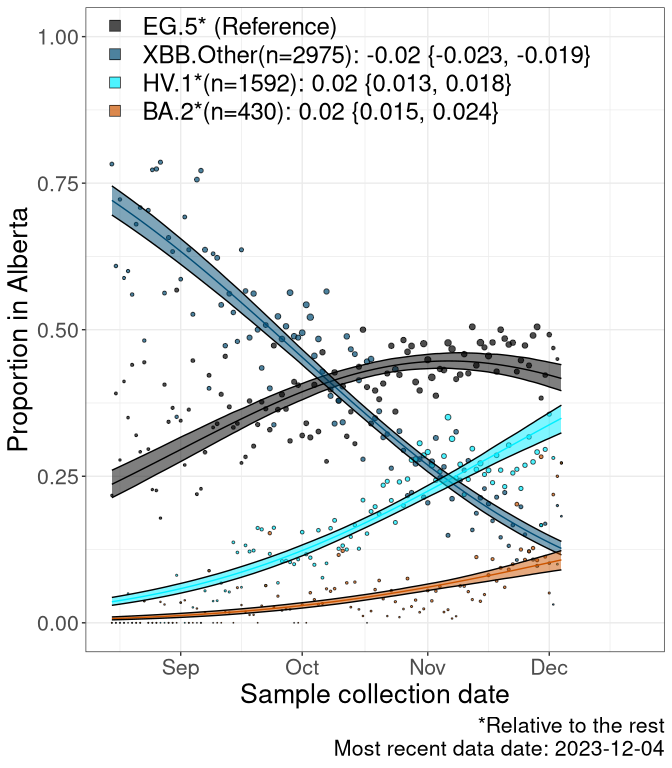 EG.5* (Reference)
XBB.Other(n=2975): -0.02 {-0.023, -0.019}
HV.1*(n=1592): 0.02 {0.013, 0.018}
BA.2*(n=430): 0.02 {0.015, 0.024}
1.00
0.75
0.50
0.25
0.00
Proportion in Alberta
Sep Oct Nov Dec
Sample collection date
*Relative to the rest
Most recent data date: 2023-12-04